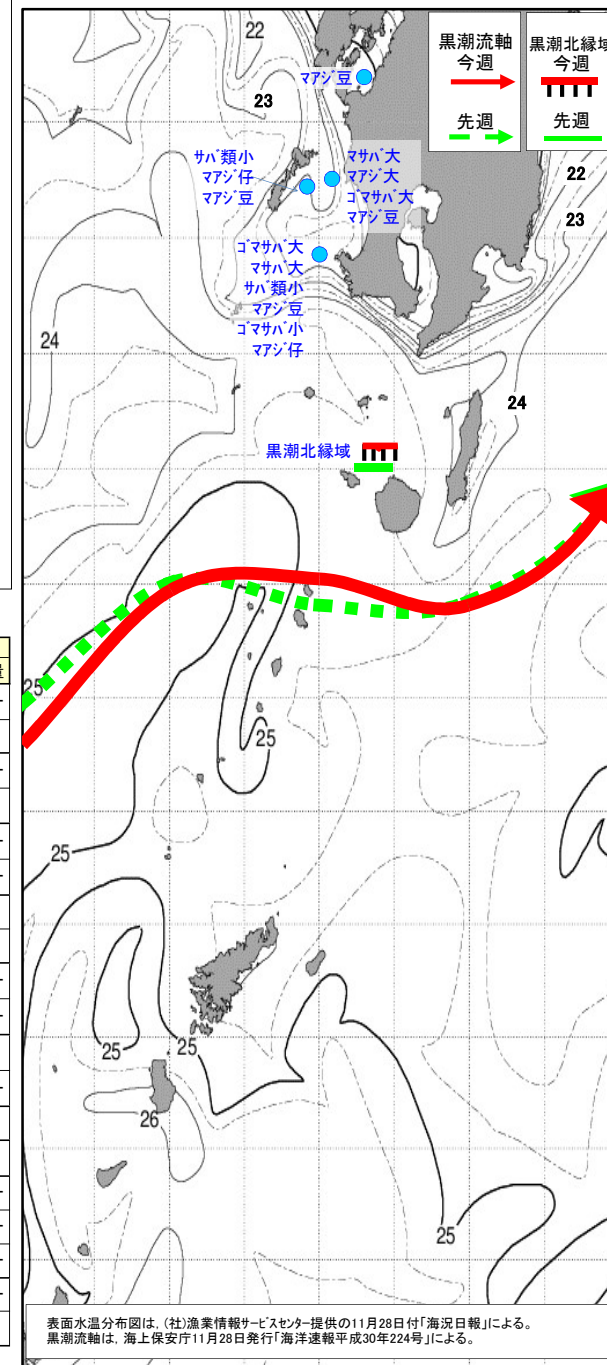 黒潮流軸
今週
先週
黒潮北縁域
今週
先週
22
23
22
23
24
24
マアジ豆
サバ類小
マアジ仔
マアジ豆
マサバ大
マアジ大
ゴマサバ大
マアジ豆
ゴマサバ大
マサバ大
サバ類小
マアジ豆
ゴマサバ小
マアジ仔
黒潮北縁域
25
25
25
25
25
26
25
表面水温分布図は，(社)漁業情報サービスセンター提供の11月28日付「海況日報」による。
黒潮流軸は，海上保安庁11月28日発行「海洋速報平成30年224号」による。